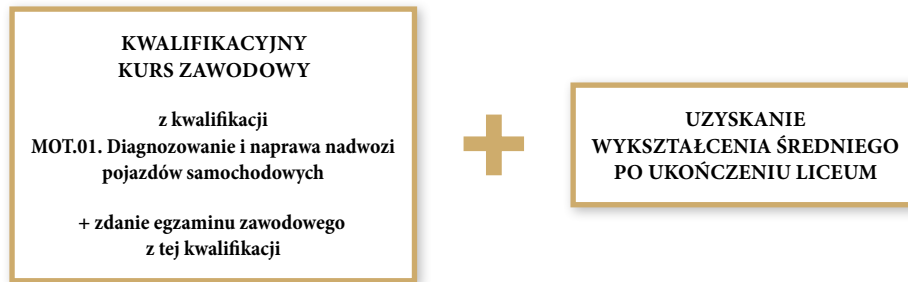 KWALIFIKACYJNY
KURS ZAWODOWY
z kwalifikacji
MOT.01. Diagnozowanie i naprawa nadwozi
pojazdów samochodowych
+ zdanie egzaminu zawodowego
z tej kwalifikacji
+
UZYSKANIE
WYKSZTAŁCENIA ŚREDNIEGO
PO UKOŃCZENIU LICEUM